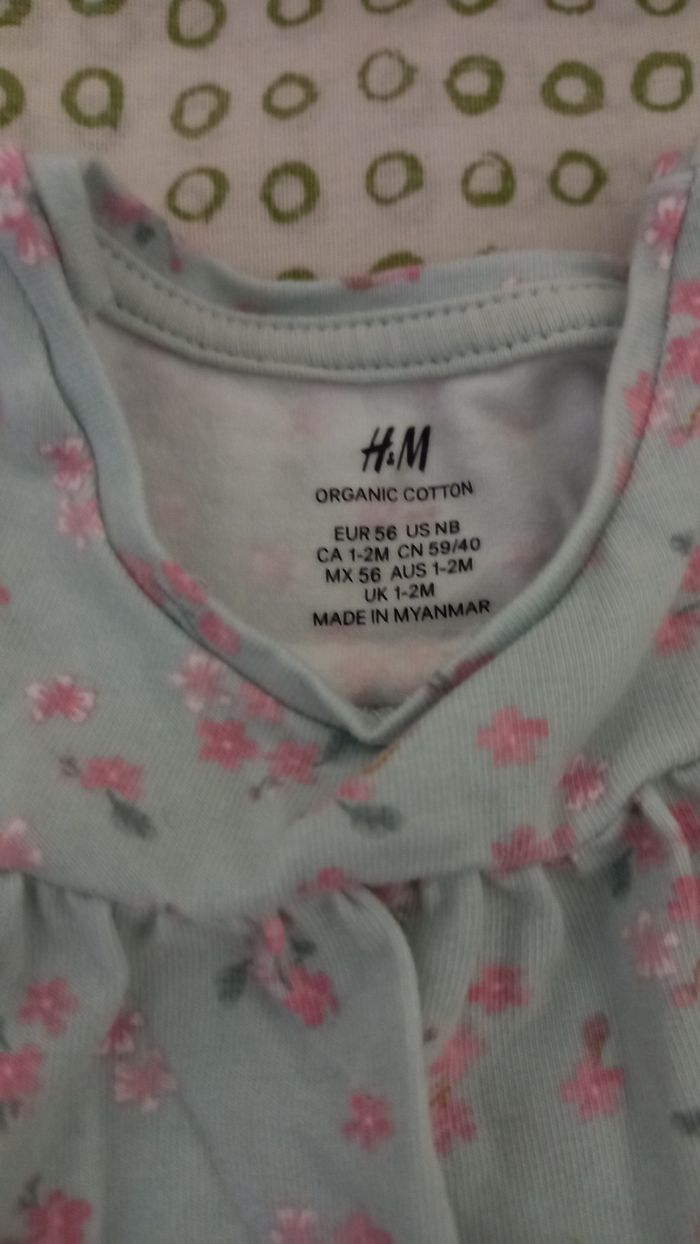 H&M
ORGANIC COTTON
EUR 56 US NB
CA 1-2M CN 59/40
MX 56 AUS 1-2M
UK 1-2M
MADE IN MYANMAR